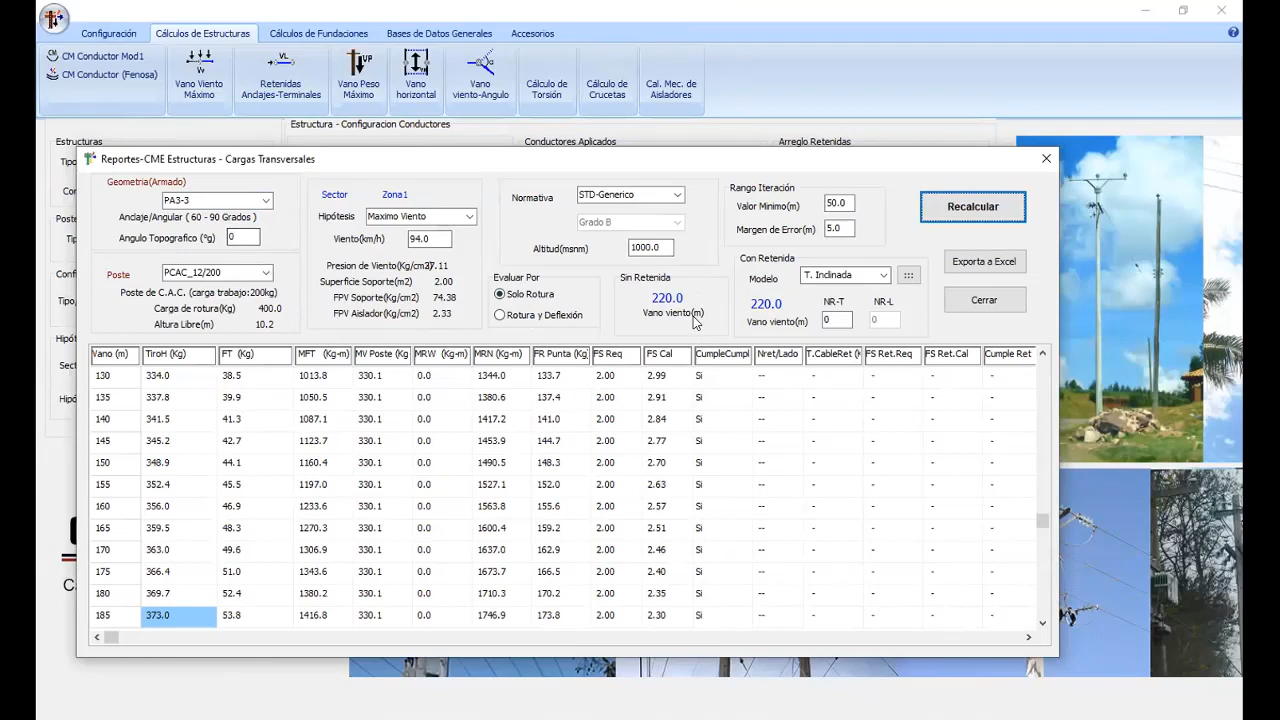 Configuración
Cálculos de Estructuras
Cálculos de Fundaciones
Bases de Datos Generales
Accesorios
CM Conductor Mod1
CM Conductor (Fenosa)
Vano Viento
Máximo
VL
Retenidas
Anclajes-Terminales
VP
Vano Peso
Máximo
Vano
horizontal
Vano
viento-Angulo
Cálculo de
Torsión
Cálculo de
Crucetas
Cal. Mec. de
Aisladores
Estructura - Configuracion Conductores
Estructuras
Conductores Aplicados
Arreglo Retenidas
Reportes-CME Estructuras - Cargas Transversales
Geometria(Armado)
PA3-3
Anclaje/Angular ( 60 - 90 Grados )
Angulo Topografico (ºg)
0
Poste
PCAC_12/200
Poste de C.A.C. (carga trabajo:200kg)
Carga de rotura(Kg) 400.0
Altura Libre(m) 10.2
Sector Zona1
Hipótesis Maximo Viento
Viento(km/h) 94.0
Presion de Viento(Kg/cm2) 37.11
Superficie Soporte(m2) 2.00
FPV Soporte(Kg/cm2) 74.38
FPV Aislador(Kg/cm2) 2.33
Normativa STD-Generico
Grado B
Altitud(msnm) 1000.0
Evaluar Por
Solo Rotura
Rotura y Deflexión
Sin Retenida
220.0
Vano viento(m)
Rango Iteración
Valor Minimo(m) 50.0
Margen de Error(m) 5.0
Con Retenida
Modelo T. Inclinada
220.0 NR-T NR-L
Vano viento(m) 0 0
Recalcular
Exporta a Excel
Cerrar
Vano (m) TiroH (Kg) FT (Kg) MFT (Kg-m) MV Poste (Kg MRW (Kg-m) MRN (Kg-m) FR Punta (Kg FS Req FS Cal CumpleCumpl Nret/Lado T.CableRet (K FS Ret.Req FS Ret.Cal Cumple Ret
130 334.0 38.5 1013.8 330.1 0.0 1344.0 133.7 2.00 2.99 Si -- - - - -
135 337.8 39.9 1050.5 330.1 0.0 1380.6 137.4 2.00 2.91 Si -- - - - -
140 341.5 41.3 1087.1 330.1 0.0 1417.2 141.0 2.00 2.84 Si -- - - - -
145 345.2 42.7 1123.7 330.1 0.0 1453.9 144.7 2.00 2.77 Si -- - - - -
150 348.9 44.1 1160.4 330.1 0.0 1490.5 148.3 2.00 2.70 Si -- - - - -
155 352.4 45.5 1197.0 330.1 0.0 1527.1 152.0 2.00 2.63 Si -- - - - -
160 356.0 46.9 1233.6 330.1 0.0 1563.8 155.6 2.00 2.57 Si -- - - - -
165 359.5 48.3 1270.3 330.1 0.0 1600.4 159.2 2.00 2.51 Si -- - - - -
170 363.0 49.6 1306.9 330.1 0.0 1637.0 162.9 2.00 2.46 Si -- - - - -
175 366.4 51.0 1343.6 330.1 0.0 1673.7 166.5 2.00 2.40 Si -- - - - -
180 369.7 52.4 1380.2 330.1 0.0 1710.3 170.2 2.00 2.35 Si -- - - - -
185 373.0 53.8 1416.8 330.1 0.0 1746.9 173.8 2.00 2.30 Si -- - - - -